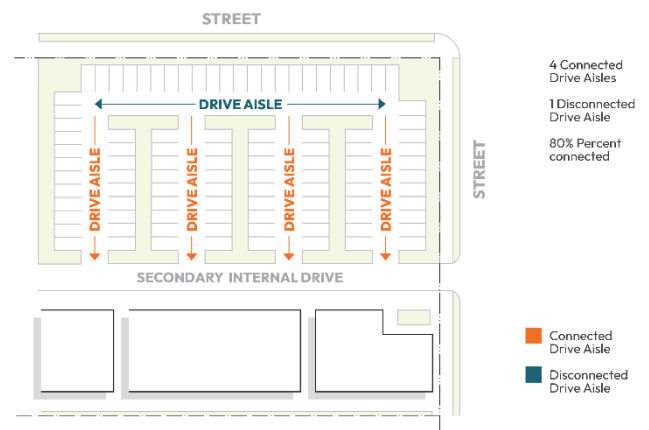 STREET
4 Connected
Drive Aisles
1 Disconnected
Drive Aisle
80% Percent
connected
DRIVE AISLE
DRIVE AISLE
DRIVE AISLE
DRIVE AISLE
DRIVE AISLE
STREET
SECONDARY INTERNAL DRIVE
Connected
Drive Aisle
Disconnected
Drive Aisle